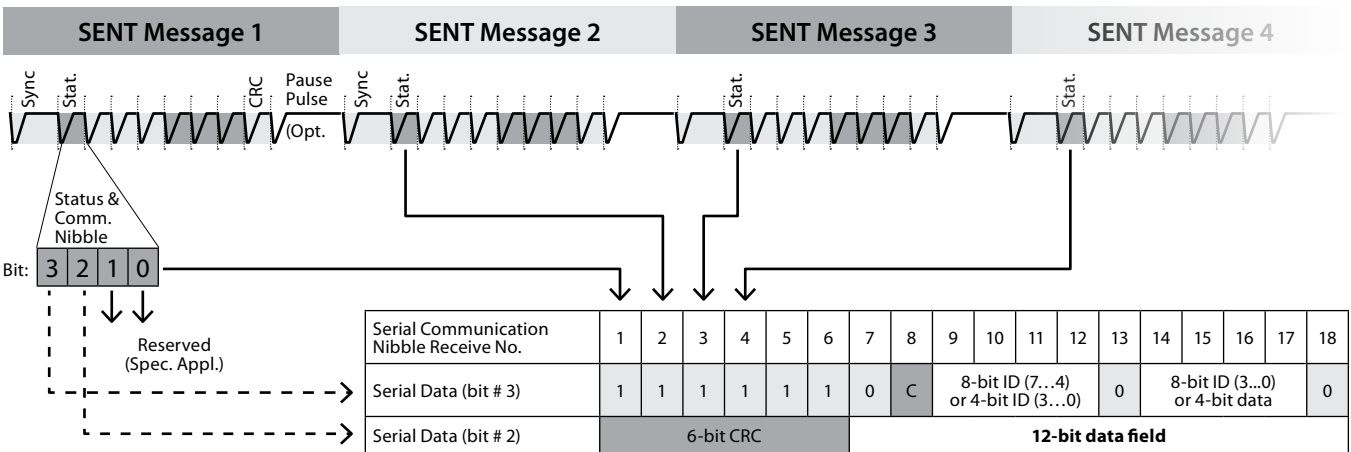 SENT Message 1
SENT Message 2
SENT Message 3
SENT Message 4
Sync
Stat.
CRC
Pause
Pulse
(Opt.
Sync
Stat.
Stat.
Stat.
Status &
Comm.
Nibble
Bit: 3 2 1 0
Reserved
(Spec. Appl.)
Serial Communication
Nibble Receive No.
1 2 3 4 5 6 7 8 9 10 11 12 13 14 15 16 17 18
Serial Data (bit # 3)
1 1 1 1 1 1 0 C
8-bit ID (7…4)
or 4-bit ID (3…0)
0
8-bit ID (3...0)
or 4-bit data
0
Serial Data (bit # 2)
6-bit CRC
12-bit data field